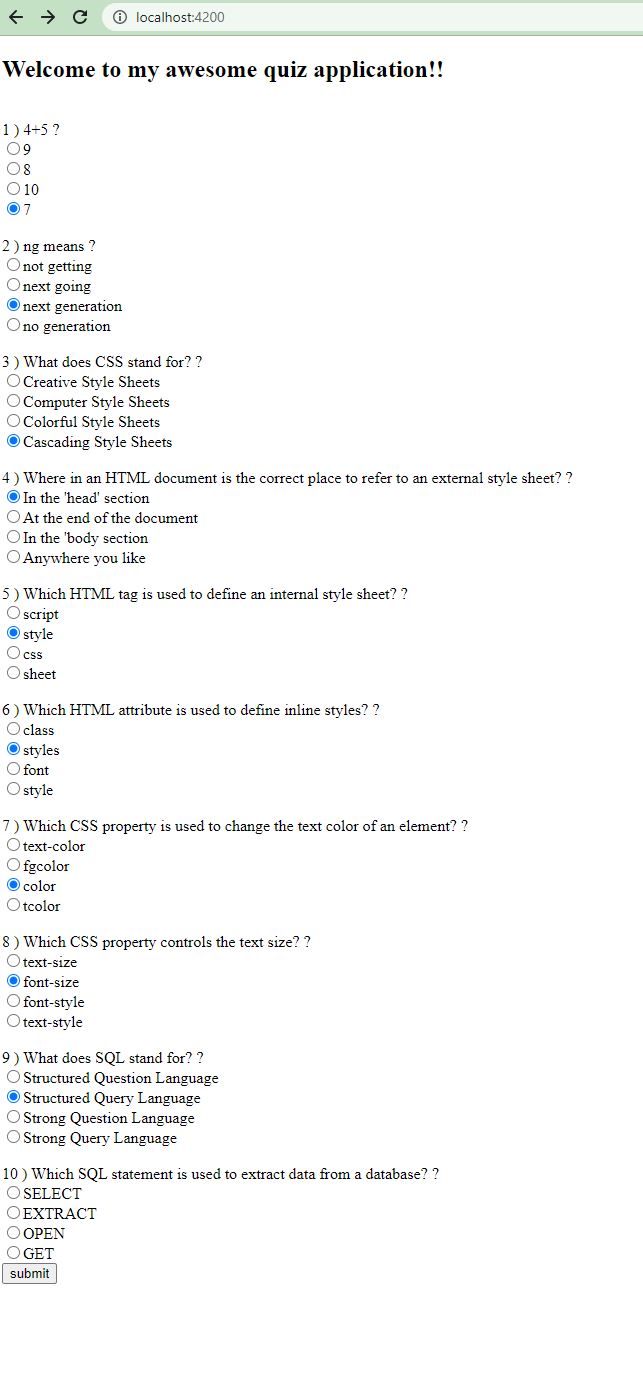 localhost:4200
Welcome to my awesome quiz application!!
1 ) 4+5 ?
9
8
10
7
2 ) ng means ?
not getting
next going
next generation
no generation
3 ) What does CSS stand for? ?
Creative Style Sheets
Computer Style Sheets
Colorful Style Sheets
Cascading Style Sheets
4 ) Where in an HTML document is the correct place to refer to an external style sheet? ?
In the 'head' section
At the end of the document
In the 'body section
Anywhere you like
5 ) Which HTML tag is used to define an internal style sheet? ?
script
style
css
sheet
6 ) Which HTML attribute is used to define inline styles? ?
class
styles
font
style
7 ) Which CSS property is used to change the text color of an element? ?
text-color
fgcolor
color
tcolor
8 ) Which CSS property controls the text size? ?
text-size
font-size
font-style
text-style
9 ) What does SQL stand for? ?
Structured Question Language
Structured Query Language
Strong Question Language
Strong Query Language
10 ) Which SQL statement is used to extract data from a database? ?
SELECT
EXTRACT
OPEN
GET
submit